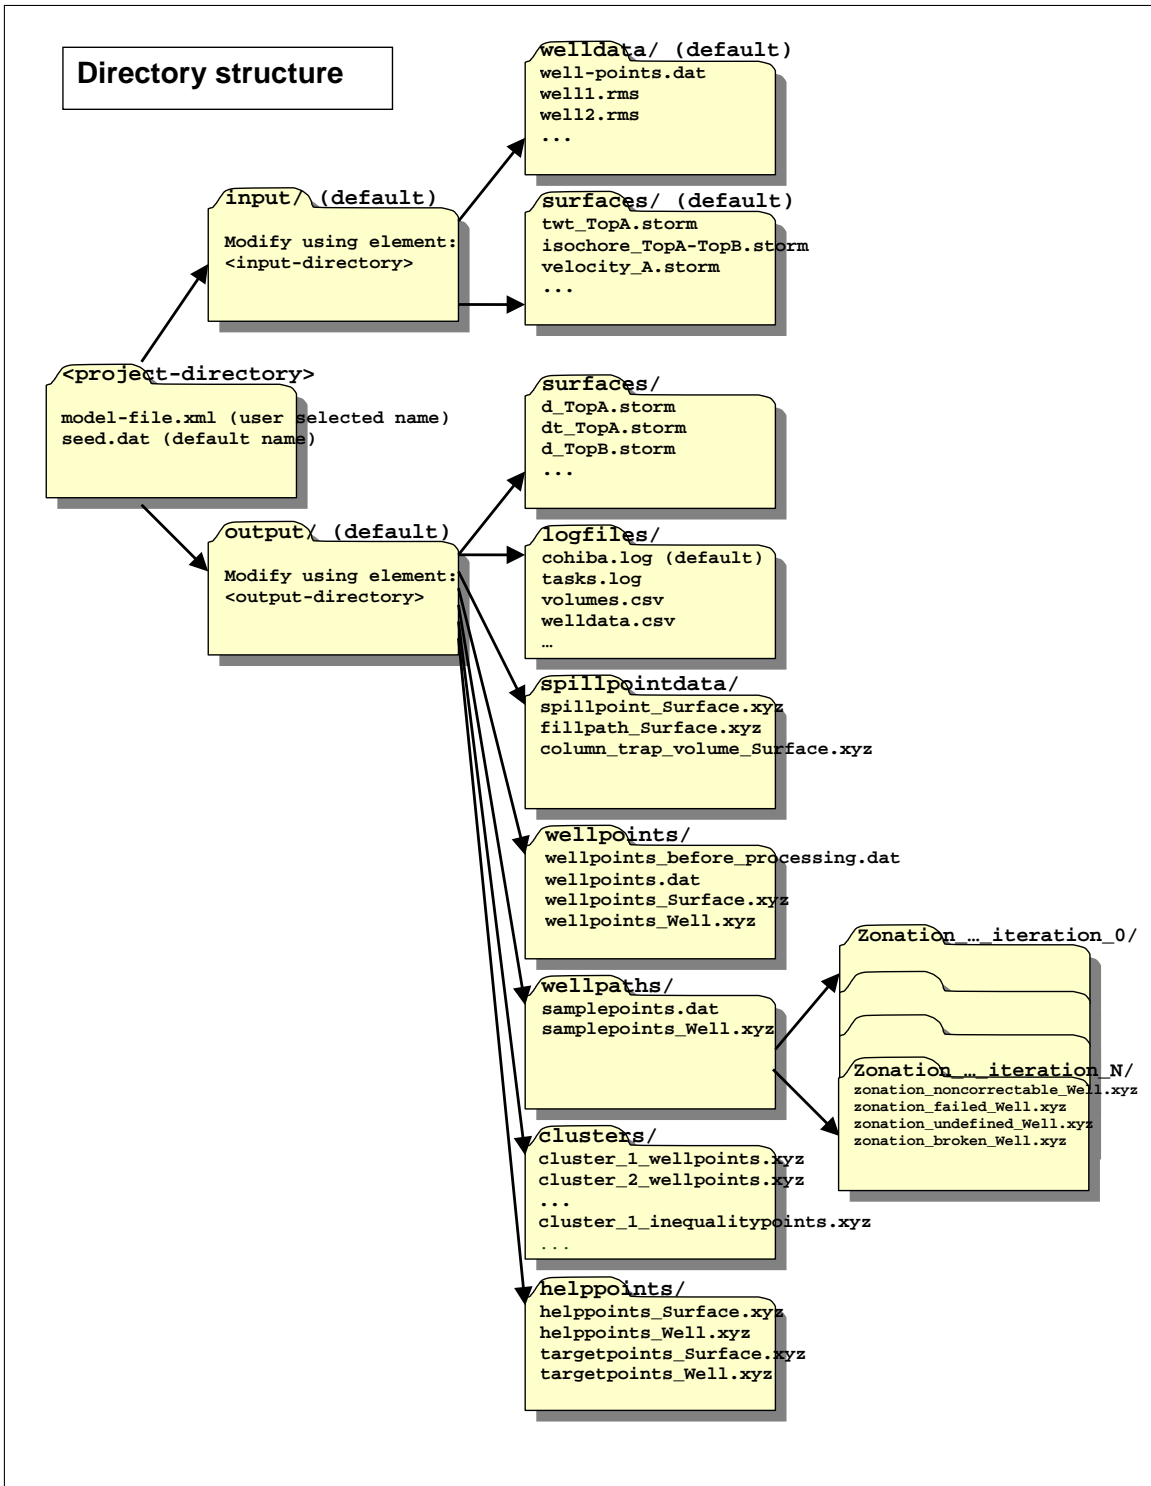 Directory structure
welldata/ (default)
well-points.dat
well1.rms
well2.rms
...
input/ (default)
Modify using element:
<input-directory>
surfaces/ (default)
twt_TopA.storm
isochore_TopA-TopB.storm
velocity_A.storm
...
<project-directory>
model-file.xml (user selected name)
seed.dat (default name)
surfaces/
d_TopA.storm
dt_TopA.storm
d_TopB.storm
...
output/ (default)
Modify using element:
<output-directory>
logfiles/
cohiba.log (default)
tasks.log
volumes.csv
welldata.csv
…
spillpointdata/
spillpoint_Surface.xyz
fillpath_Surface.xyz
column_trap_volume_Surface.xyz
wellpoints/
wellpoints_before_processing.dat
wellpoints.dat
wellpoints_Surface.xyz
wellpoints_Well.xyz
wellpaths/
samplepoints.dat
samplepoints_Well.xyz
Zonation_…_iteration_0/
Zonation_…_iteration_N/
zonation_noncorrectable_Well.xyz
zonation_failed_Well.xyz
zonation_undefined_Well.xyz
zonation_broken_Well.xyz
clusters/
cluster_1_wellpoints.xyz
cluster_2_wellpoints.xyz
...
cluster_1_inequalitypoints.xyz
...
helppoints/
helppoints_Surface.xyz
helppoints_Well.xyz
targetpoints_Surface.xyz
targetpoints_Well.xyz